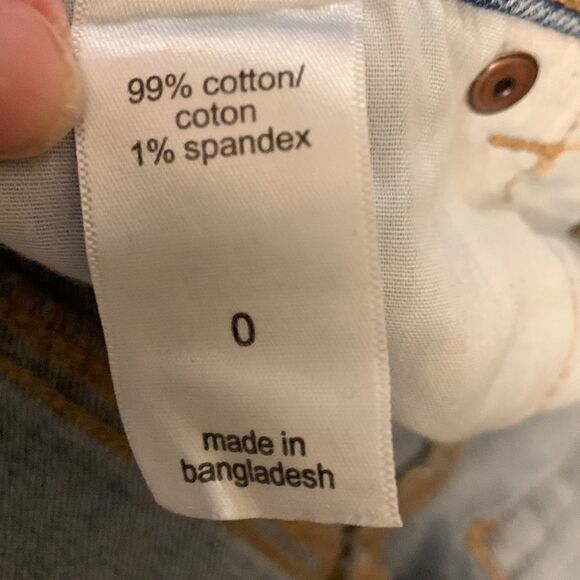 99% cotton/
coton
1% spandex
0
made in
bangladesh